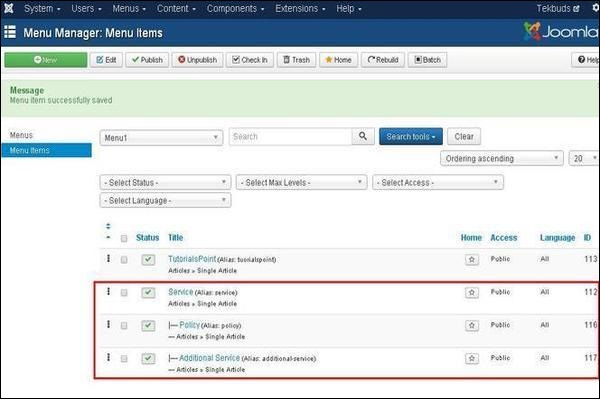 System Users Menus Content Components Extensions Help Tekbuds
Menu Manager: Menu Items Joomla
New Edit Publish Unpublish Check In Trash Home Rebuild Batch Help
Message
Menu item successfully saved
Menus
Menu Items
Menu1 Search Search tools Clear
Ordering ascending 20
- Select Status - - Select Max Levels - - Select Access -
- Select Language -
Status Title Home Access Language ID
TutorialsPoint (Alias: tuorialspoint) Public All 113
Articles » Single Article
Service (Alias: service) Public All 112
Articles » Single Article
|— Policy (Alias: policy) Public All 116
— Articles » Single Article
|— Additional Service (Alias: additional-service) Public All 117
— Articles » Single Article